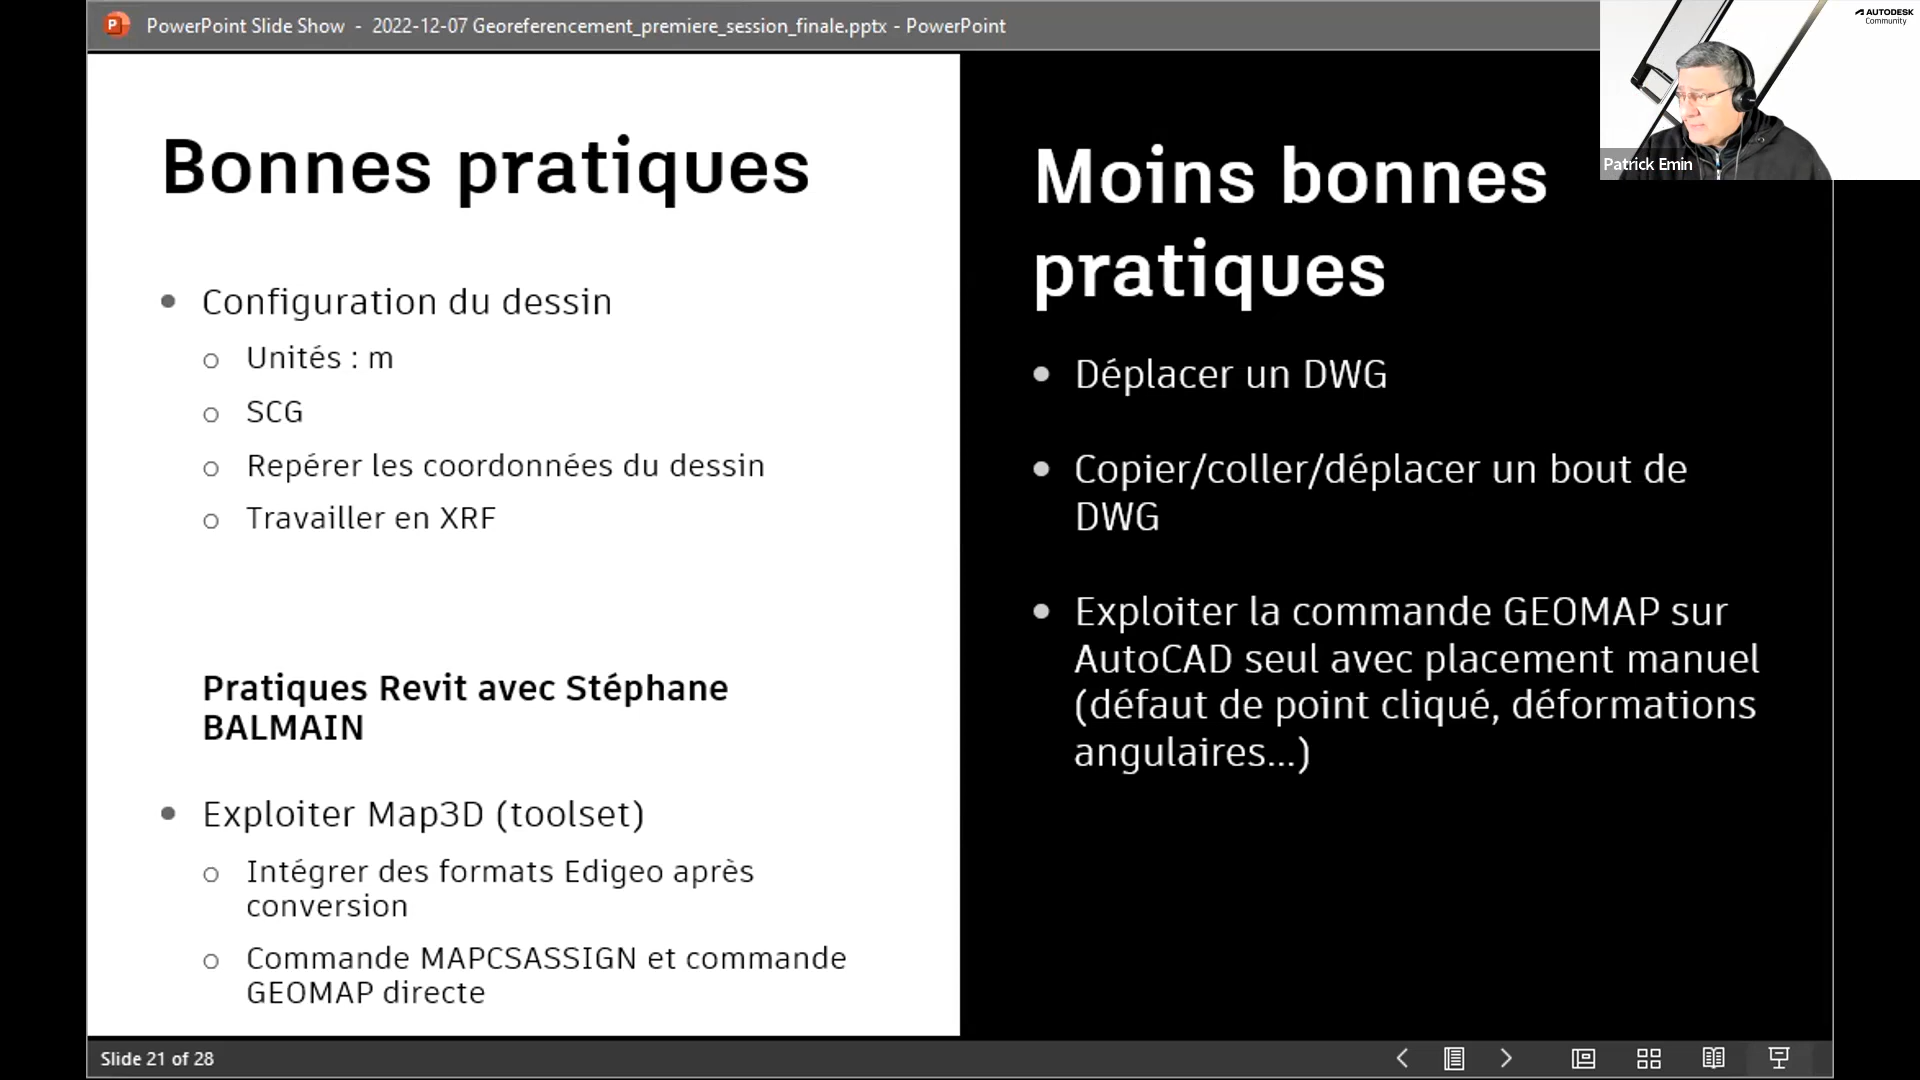 PowerPoint Slide Show - 2022-12-07 Georeferencement_premiere_session_finale.pptx - PowerPoint
AUTODESK
Community
Patrick Emin
Bonnes pratiques
Configuration du dessin
Unités : m
SCG
Repérer les coordonnées du dessin
Travailler en XRF
Pratiques Revit avec Stéphane
BALMAIN
Exploiter Map3D (toolset)
Intégrer des formats Edigeo après
conversion
Commande MAPCSASSIGN et commande
GEOMAP directe
Moins bonnes
pratiques
Déplacer un DWG
Copier/coller/déplacer un bout de
DWG
Exploiter la commande GEOMAP sur
AutoCAD seul avec placement manuel
(défaut de point cliqué, déformations
angulaires...)
Slide 21 of 28